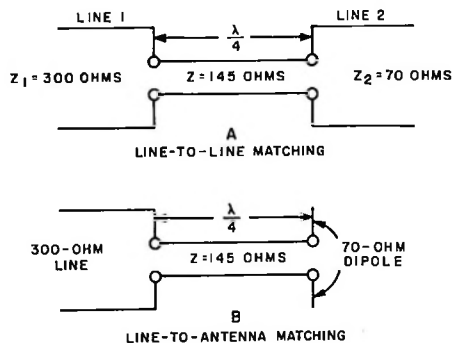 LINE 1
LINE 2
λ/4
Z₁ = 300 OHMS
Z = 145 OHMS
Z₂ = 70 OHMS
A
LINE-TO-LINE MATCHING
λ/4
300-OHM
LINE
Z = 145 OHMS
70-OHM
DIPOLE
B
LINE-TO-ANTENNA MATCHING